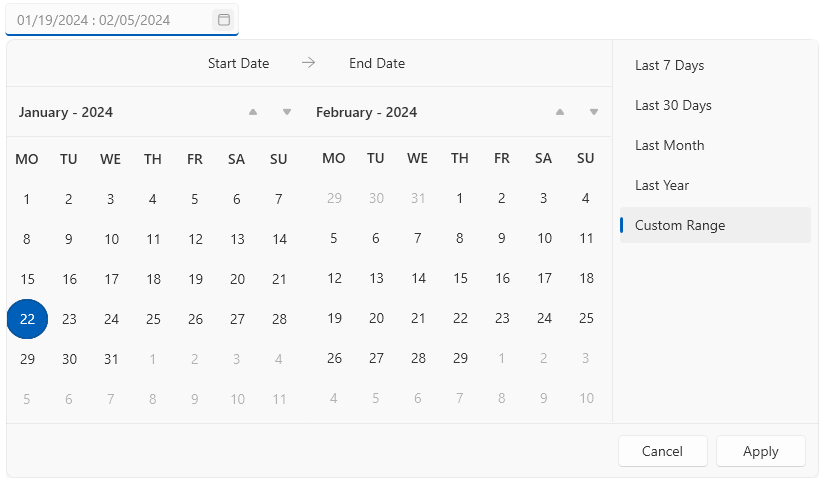 01/19/2024 : 02/05/2024
Start Date End Date
January - 2024
MO TU WE TH FR SA SU
1 2 3 4 5 6 7
8 9 10 11 12 13 14
15 16 17 18 19 20 21
22 23 24 25 26 27 28
29 30 31 1 2 3 4
5 6 7 8 9 10 11
February - 2024
MO TU WE TH FR SA SU
29 30 31 1 2 3 4
5 6 7 8 9 10 11
12 13 14 15 16 17 18
19 20 21 22 23 24 25
26 27 28 29 1 2 3
4 5 6 7 8 9 10
Last 7 Days
Last 30 Days
Last Month
Last Year
Custom Range
Cancel Apply